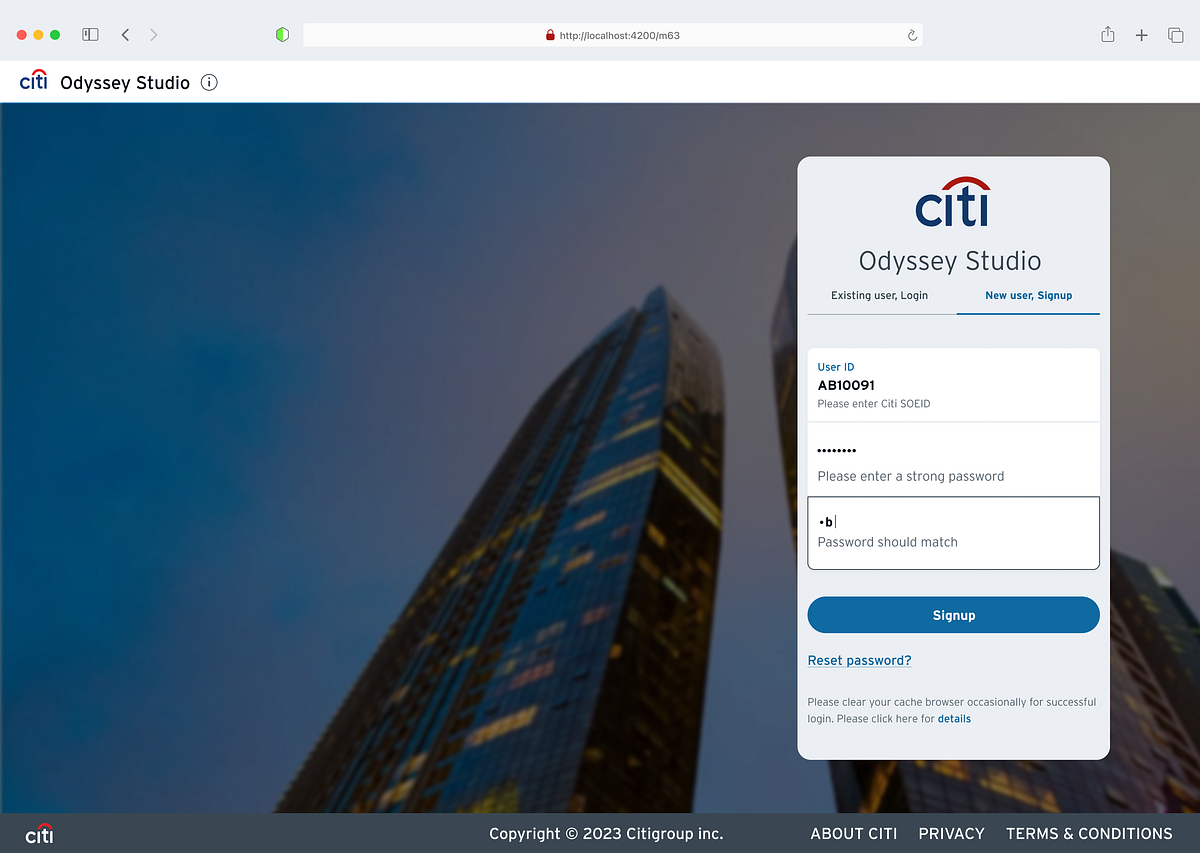 http://localhost:4200/m63
citi Odyssey Studio
citi
Odyssey Studio
Existing user, Login New user, Signup
User ID
AB10091
Please enter Citi SOEID
••••••••
Please enter a strong password
•b
Password should match
Signup
Reset password?
Please clear your cache browser occasionally for successful
login. Please click here for details
citi Copyright © 2023 Citigroup inc. ABOUT CITI PRIVACY TERMS & CONDITIONS